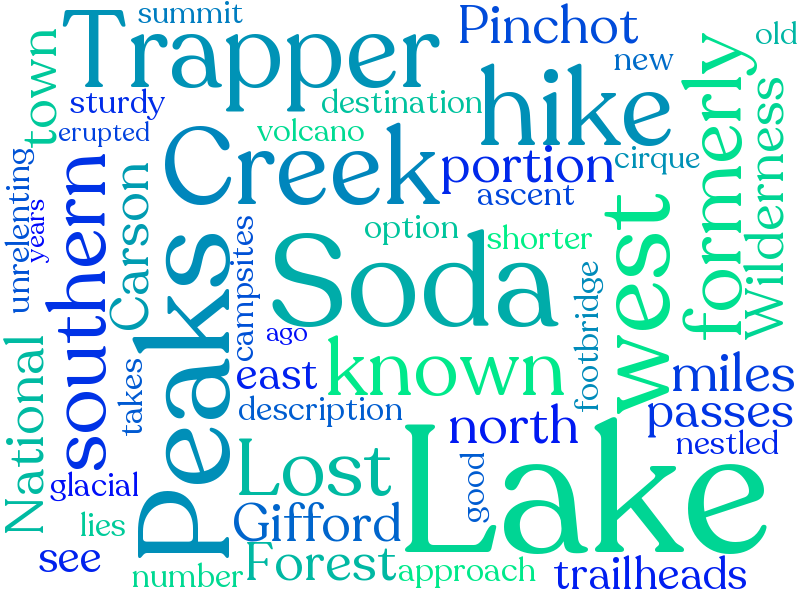 summit
Pinchot
old
Trapper
new
town
sturdy
destination
hike
formerly
erupted
volcano
Creek
portion
cirque
Wilderness
unrelenting
years
southern
Carson
ascent
option
shorter
west
campsites
Peaks
Soda
footbridge
ago
National
takes
east
known
miles
description
north
passes
nestled
Lake
glacial
Lost
good
lies
Gifford
see
number
Forest
approach
trailheads